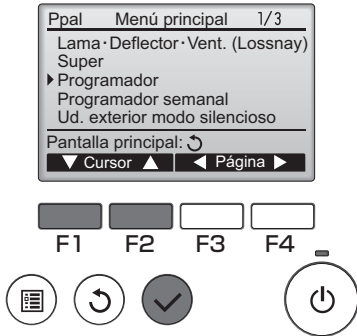 Ppal Menú principal 1/3
Lama·Deflector·Vent. (Lossnay)
Super
Programador
Programador semanal
Ud. exterior modo silencioso
Pantalla principal:
Cursor Página
F1 F2 F3 F4